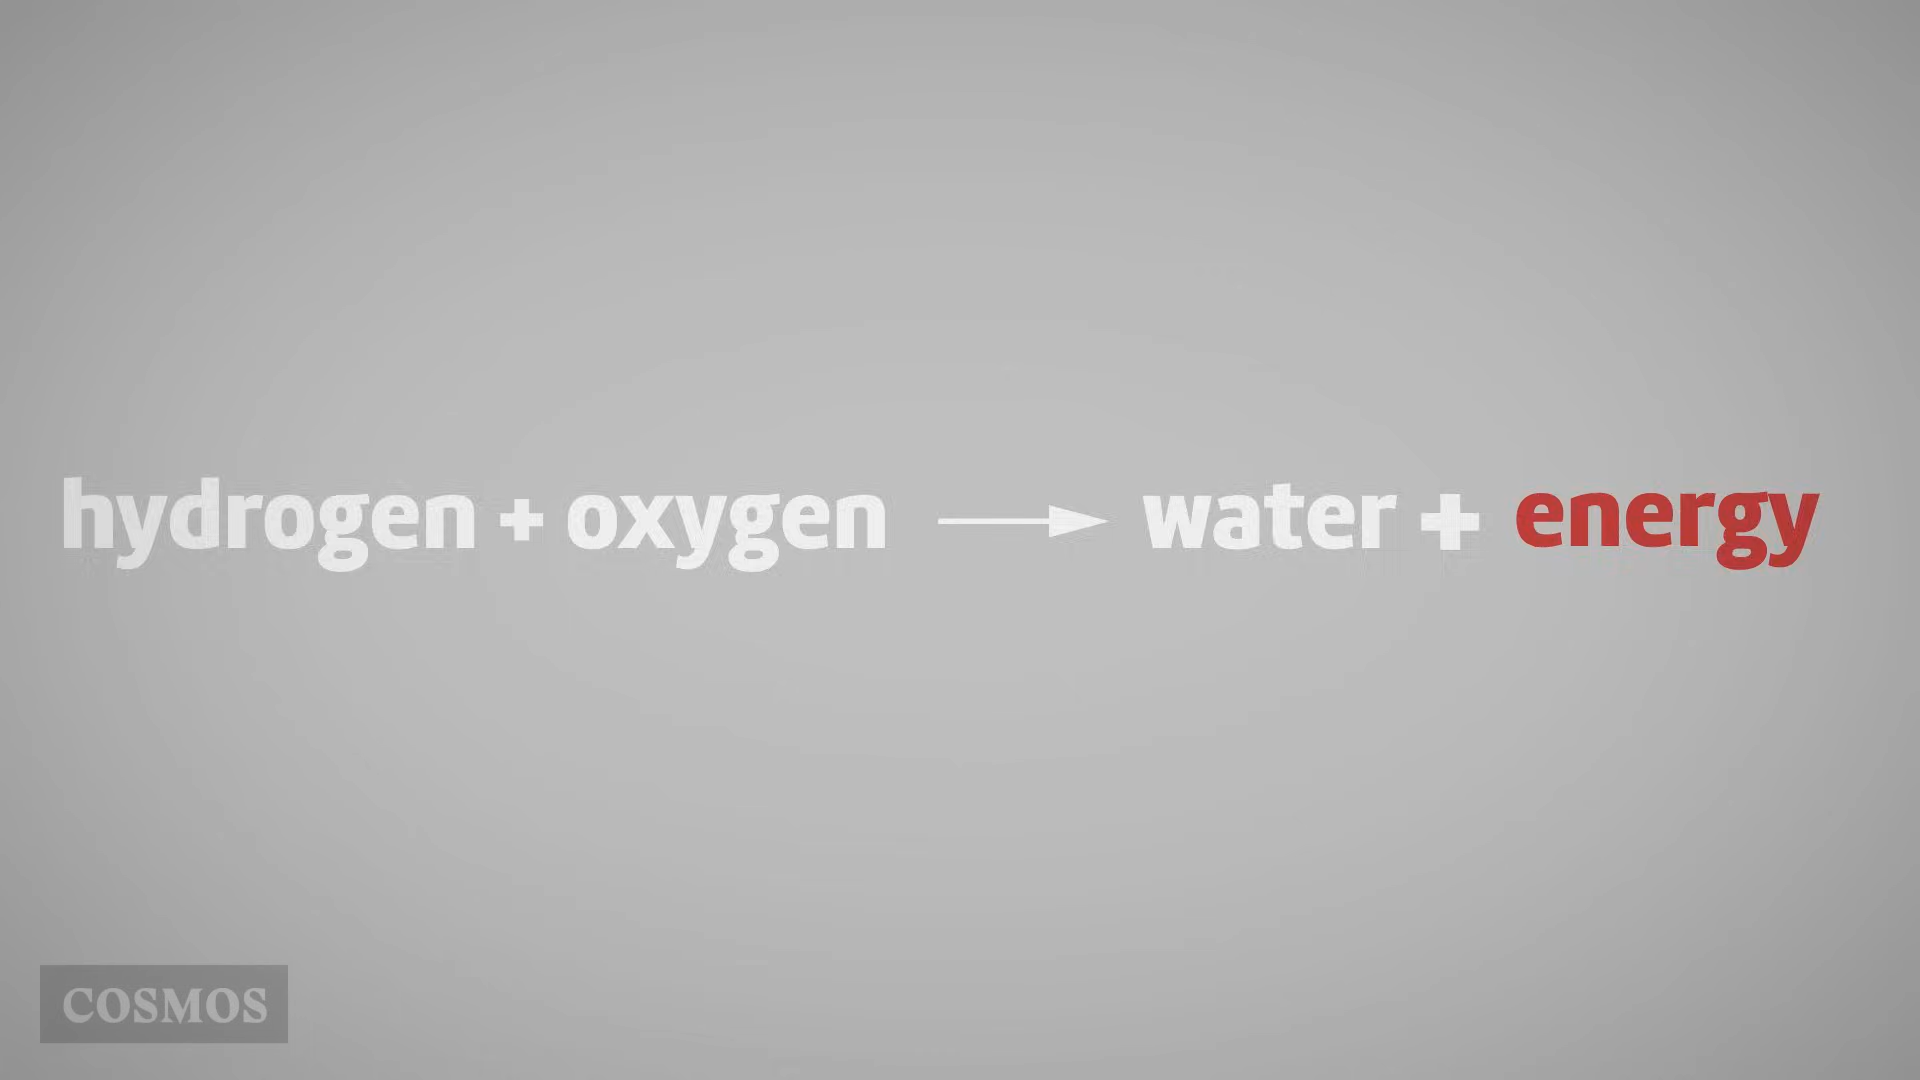 hydrogen + oxygen → water + energy
COSMOS